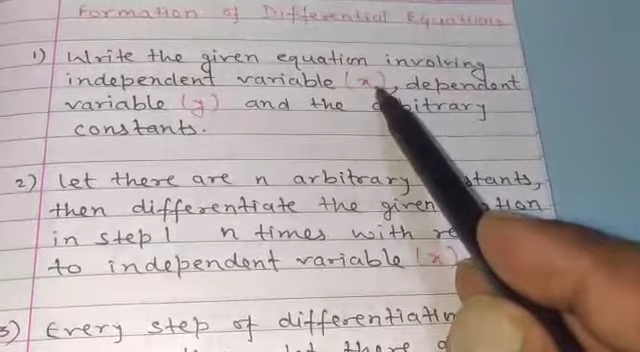 Formation of Differential Equations
1) Write the given equation involving
independent variable (x), dependent
variable (y) and the arbitrary
constants.
2) let there are n arbitrary
then differentiate the given
in step 1 n times with
to independent variable (x)
3) Every step of